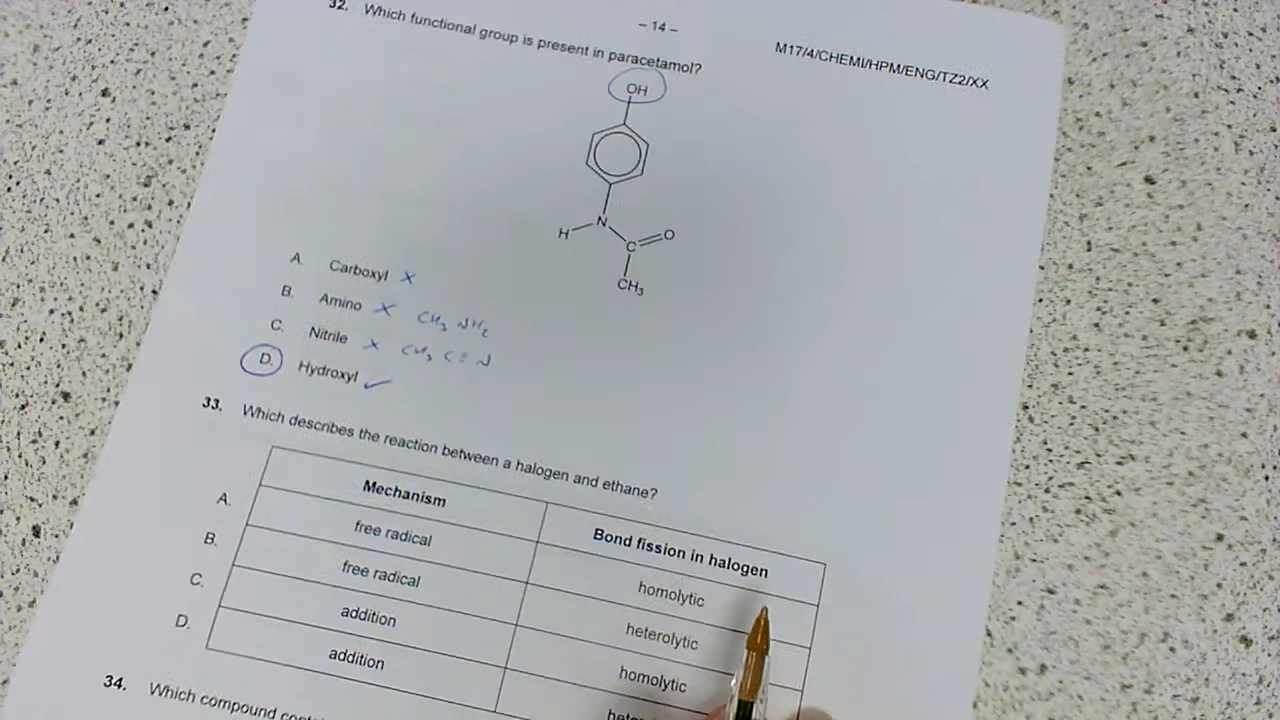 – 14 –
M17/4/CHEMI/HPM/ENG/TZ2/XX
32. Which functional group is present in paracetamol?
OH
N
H
C
O
CH3
A. Carboxyl x
B. Amino x CH3 NH2
C. Nitrile x CH3 C≡N
D. Hydroxyl ✓
33. Which describes the reaction between a halogen and ethane?
Mechanism Bond fission in halogen
A. free radical homolytic
B. free radical heterolytic
C. addition homolytic
D. addition
34. Which compound